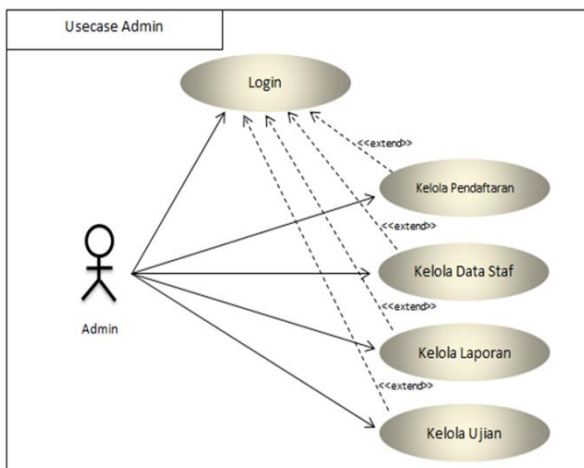 Usecase Admin
Login
<<extend>>
Kelola Pendaftaran
<<extend>>
Kelola Data Staf
<<extend>>
Admin
Kelola Laporan
<<extend>>
Kelola Ujian